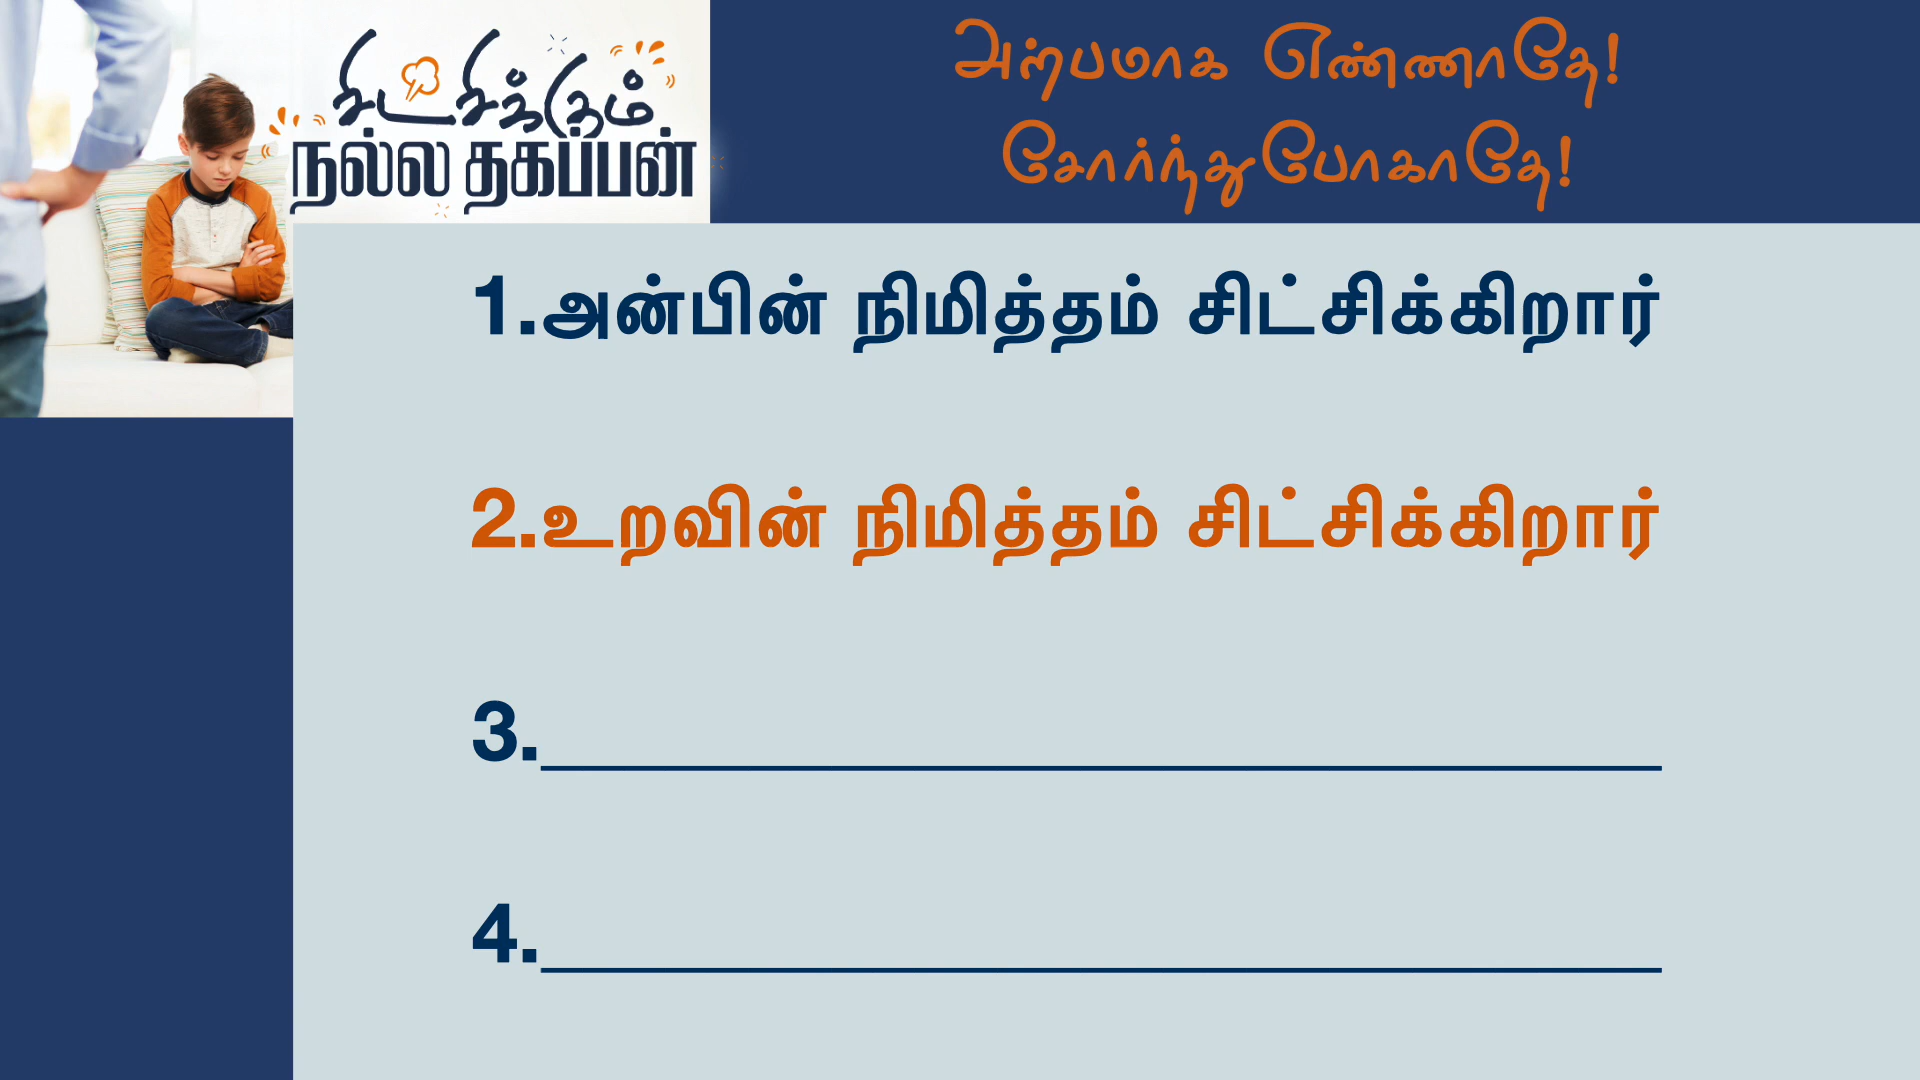 சிட்சிக்கும்
நல்ல தகப்பன்
அற்பமாக எண்ணாதே!
சோர்ந்துபோகாதே!
1.அன்பின் நிமித்தம் சிட்சிக்கிறார்
2.உறவின் நிமித்தம் சிட்சிக்கிறார்
3.
4.